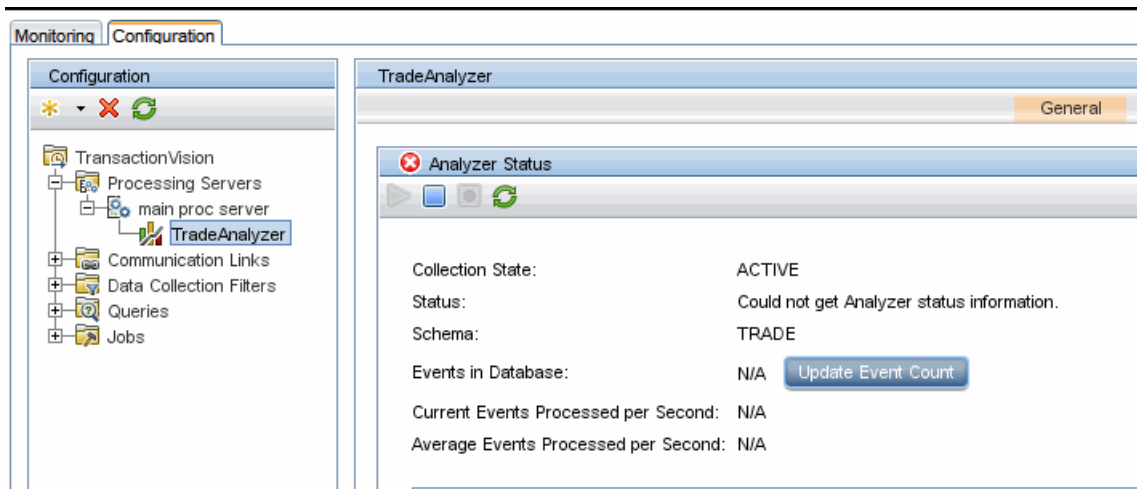 Monitoring Configuration
Configuration
TransactionVision
Processing Servers
main proc server
TradeAnalyzer
Communication Links
Data Collection Filters
Queries
Jobs
TradeAnalyzer
General
Analyzer Status
Collection State: ACTIVE
Status: Could not get Analyzer status information.
Schema: TRADE
Events in Database: N/A Update Event Count
Current Events Processed per Second: N/A
Average Events Processed per Second: N/A